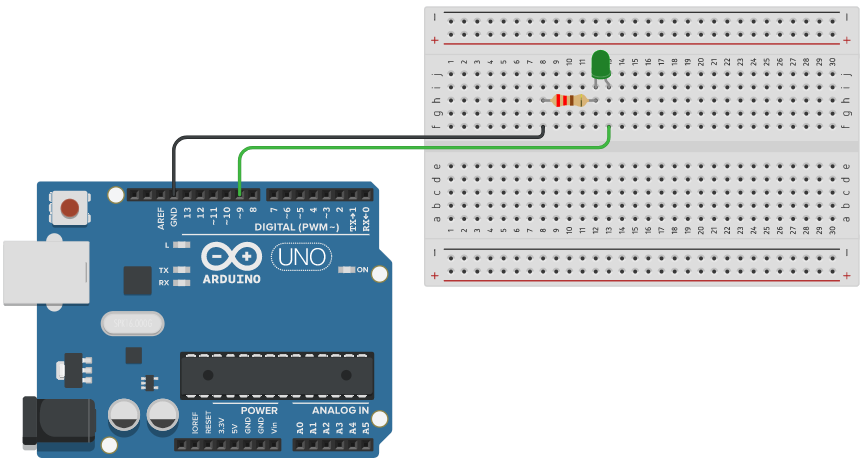 − −
+ +
1 2 3 4 5 6 7 8 9 10 11 12 13 14 15 16 17 18 19 20 21 22 23 24 25 26 27 28 29 30
j j
i i
h h
g g
f f
e e
d d
c c
b b
a a
1 2 3 4 5 6 7 8 9 10 11 12 13 14 15 16 17 18 19 20 21 22 23 24 25 26 27 28 29 30
− −
+ +
AREF GND 13 12 ~11 ~10 ~9 8 7 ~6 ~5 4 ~3 2 TX→1 RX←0
DIGITAL (PWM~)
L
TX
RX
ARDUINO
UNO
ON
POWER
ANALOG IN
IOREF RESET 3.3V 5V GND GND Vin A0 A1 A2 A3 A4 A5